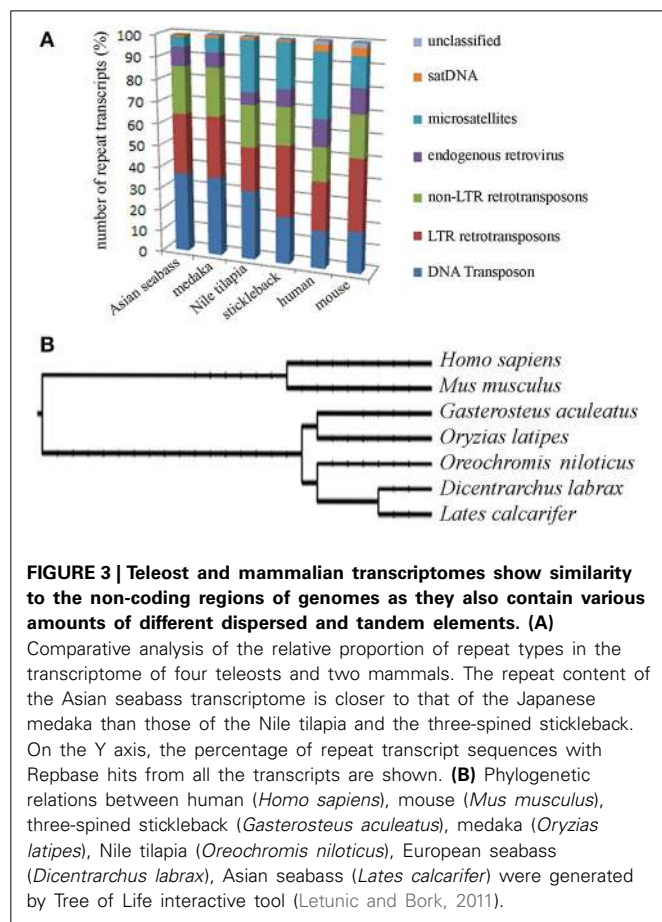 A
number of repeat transcripts (%)
100
90
80
70
60
50
40
30
20
10
0
Asian seabass
medaka
Nile tilapia
stickleback
human
mouse
unclassified
satDNA
microsatellites
endogenous retrovirus
non-LTR retrotransposons
LTR retrotransposons
DNA Transposon
B
Homo sapiens
Mus musculus
Gasterosteus aculeatus
Oryzias latipes
Oreochromis niloticus
Dicentrarchus labrax
Lates calcarifer
FIGURE 3 | Teleost and mammalian transcriptomes show similarity
to the non-coding regions of genomes as they also contain various
amounts of different dispersed and tandem elements. (A)
Comparative analysis of the relative proportion of repeat types in the
transcriptome of four teleosts and two mammals. The repeat content of
the Asian seabass transcriptome is closer to that of the Japanese
medaka than those of the Nile tilapia and the three-spined stickleback.
On the Y axis, the percentage of repeat transcript sequences with
Repbase hits from all the transcripts are shown. (B) Phylogenetic
relations between human (Homo sapiens), mouse (Mus musculus),
three-spined stickleback (Gasterosteus aculeatus), medaka (Oryzias
latipes), Nile tilapia (Oreochromis niloticus), European seabass
(Dicentrarchus labrax), Asian seabass (Lates calcarifer) were generated
by Tree of Life interactive tool (Letunic and Bork, 2011).